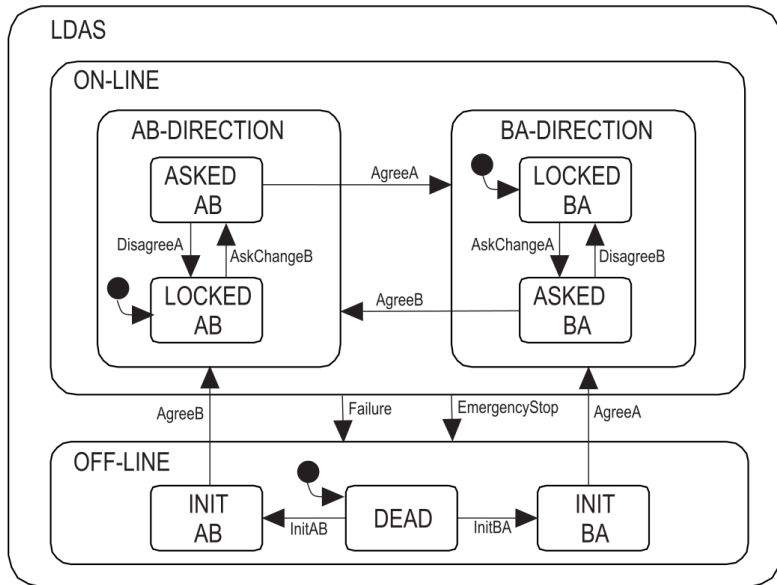 LDAS
ON-LINE
AB-DIRECTION
BA-DIRECTION
ASKED
AB
AgreeA
LOCKED
BA
DisagreeA
AskChangeB
AskChangeA
DisagreeB
LOCKED
AB
AgreeB
ASKED
BA
AgreeB
Failure
EmergencyStop
AgreeA
OFF-LINE
INIT
AB
InitAB
DEAD
InitBA
INIT
BA